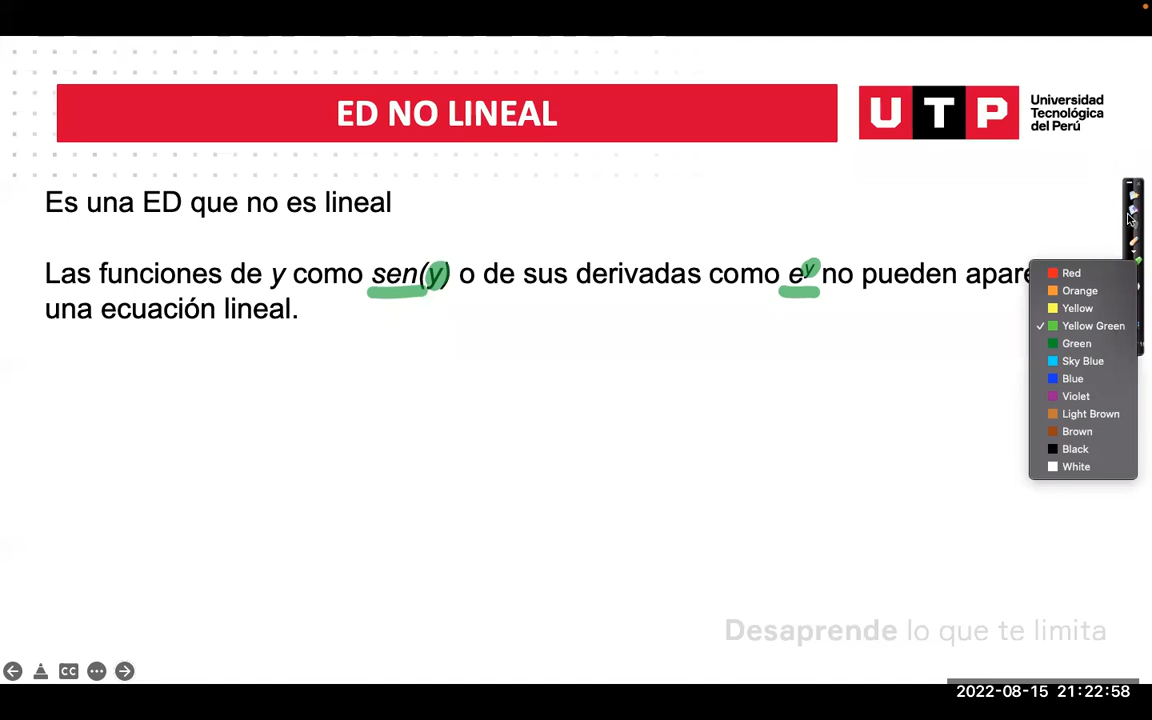 ED NO LINEAL
UTP
Universidad
Tecnológica
del Perú
Es una ED que no es lineal
Las funciones de y como sen(y) o de sus derivadas como e^y no pueden apare
una ecuación lineal.
Red
Orange
Yellow
✓ Yellow Green
Green
Sky Blue
Blue
Violet
Light Brown
Brown
Black
White
Desaprende lo que te limita
CC
2022-08-15 21:22:58